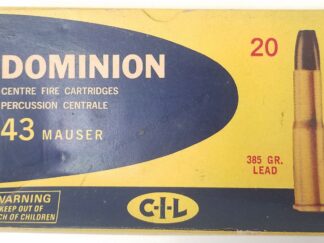 DOMINION
20
CENTRE FIRE CARTRIDGES
PERCUSSION CENTRALE
43 MAUSER
385 GR.
LEAD
WARNING
KEEP OUT OF
CH OF CHILDREN
C-I-L